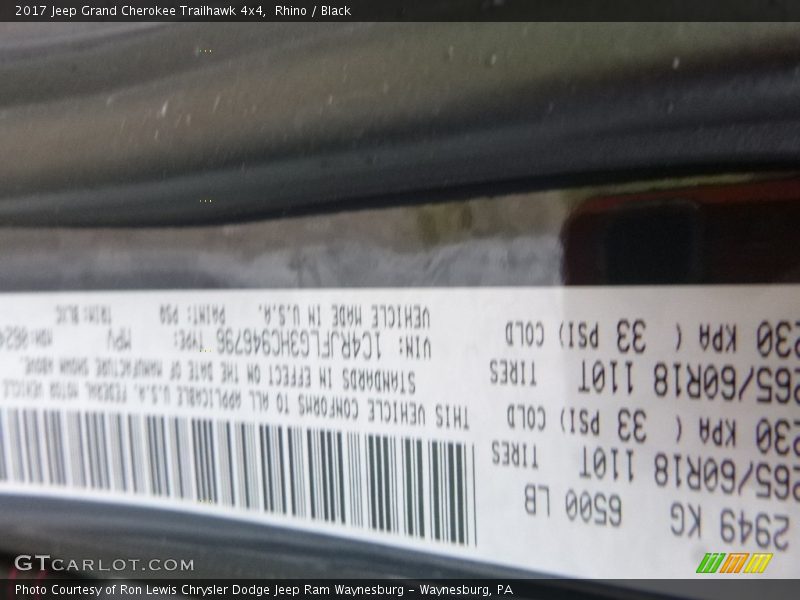 2017 Jeep Grand Cherokee Trailhawk 4x4, Rhino / Black
2949 KG 6500 LB
265/60R18 110T TIRES
230 KPA ( 33 PSI) COLD
265/60R18 110T TIRES
230 KPA ( 33 PSI) COLD
THIS VEHICLE CONFORMS TO ALL APPLICABLE U.S.A. FEDERAL MOTOR VEHICLE
STANDARDS IN EFFECT ON THE DATE OF MANUFACTURE SHOWN ABOVE.
VIN: 1C4RJFLG3HC946796 TYPE: MPV
VEHICLE MADE IN U.S.A. PAINT: PSQ TRIM:
GTCARLOT.COM
Photo Courtesy of Ron Lewis Chrysler Dodge Jeep Ram Waynesburg - Waynesburg, PA